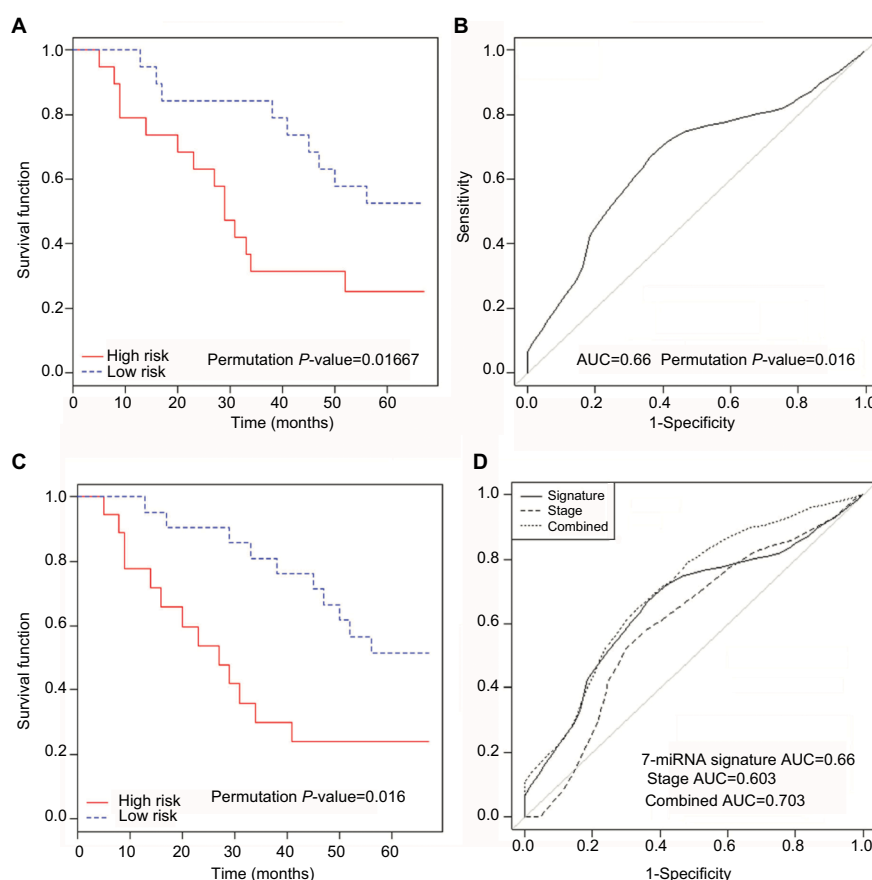 A
1.0
0.8
0.6
0.4
0.2
0.0
Survival function
High risk
Low risk
Permutation P-value=0.01667
0 10 20 30 40 50 60
Time (months)
B
1.0
0.8
0.6
0.4
0.2
0.0
Sensitivity
AUC=0.66 Permutation P-value=0.016
0.0 0.2 0.4 0.6 0.8 1.0
1-Specificity
C
1.0
0.8
0.6
0.4
0.2
0.0
Survival function
High risk
Low risk
Permutation P-value=0.016
0 10 20 30 40 50 60
Time (months)
D
1.0
0.8
0.6
0.4
0.2
0.0
Signature
Stage
Combined
7-miRNA signature AUC=0.66
Stage AUC=0.603
Combined AUC=0.703
0.0 0.2 0.4 0.6 0.8 1.0
1-Specificity